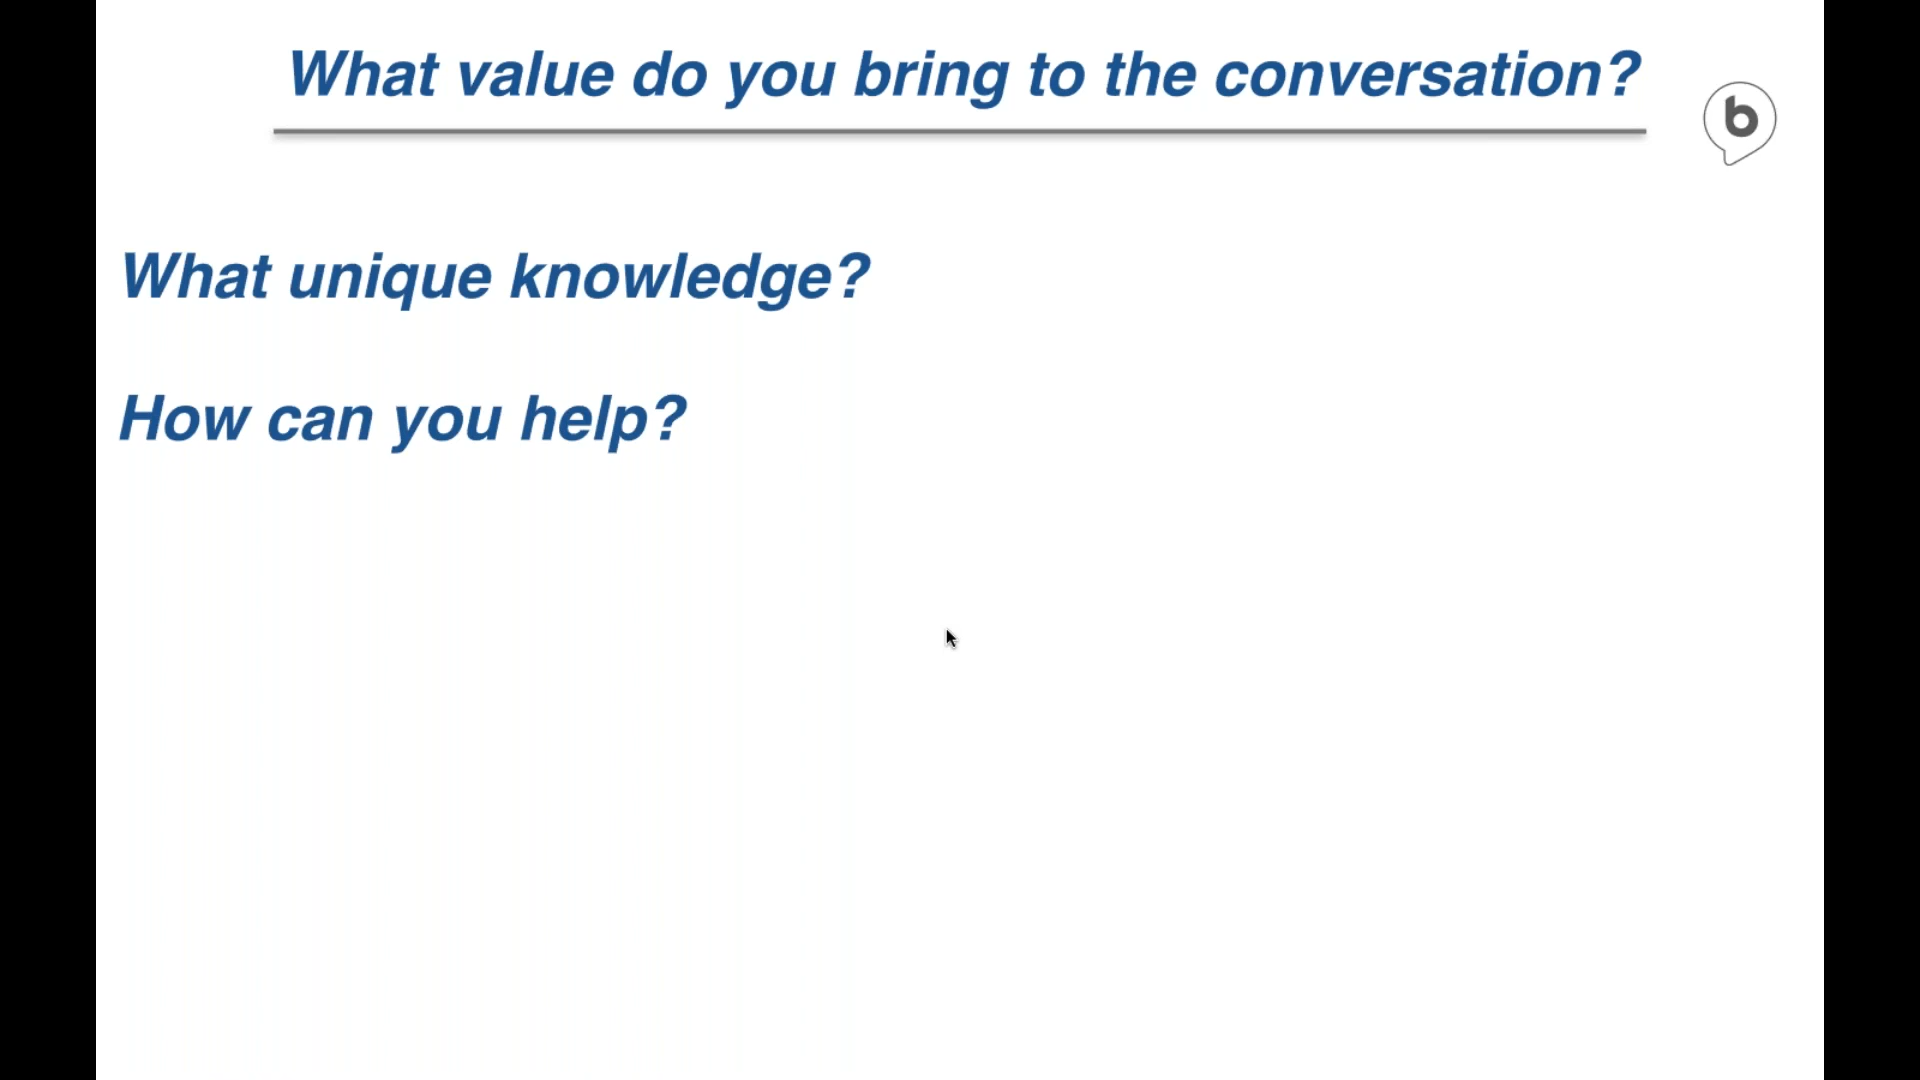 What value do you bring to the conversation?
b
What unique knowledge?
How can you help?